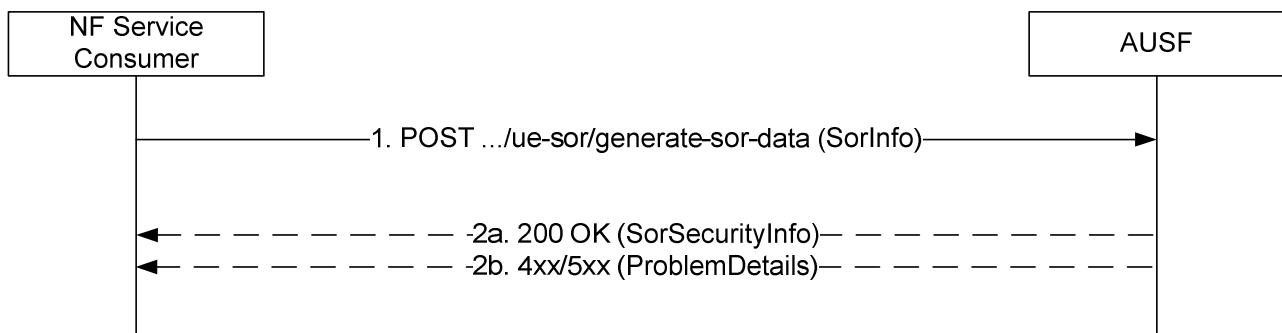 NF Service
Consumer
AUSF
1. POST .../ue-sor/generate-sor-data (SorInfo)
2a. 200 OK (SorSecurityInfo)
2b. 4xx/5xx (ProblemDetails)